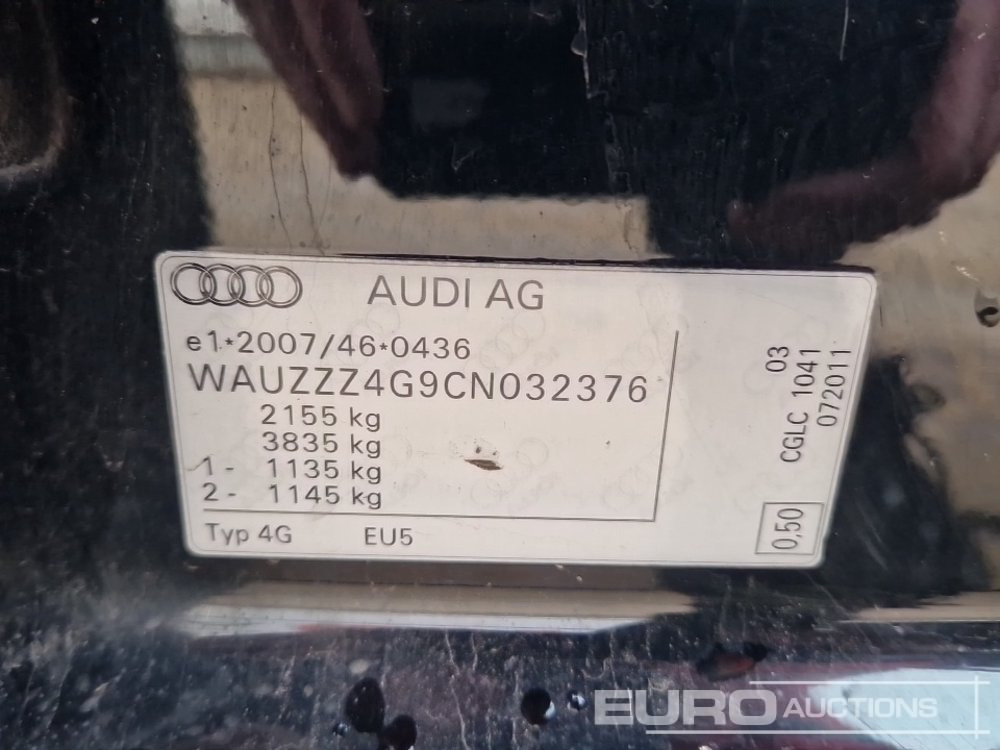 AUDI AG
e1*2007/46*0436
WAUZZZ4G9CN032376
2155 kg
3835 kg
1- 1135 kg
2- 1145 kg
Typ 4G EU5
03
CGLC 1041
072011
0,50
EURO AUCTIONS